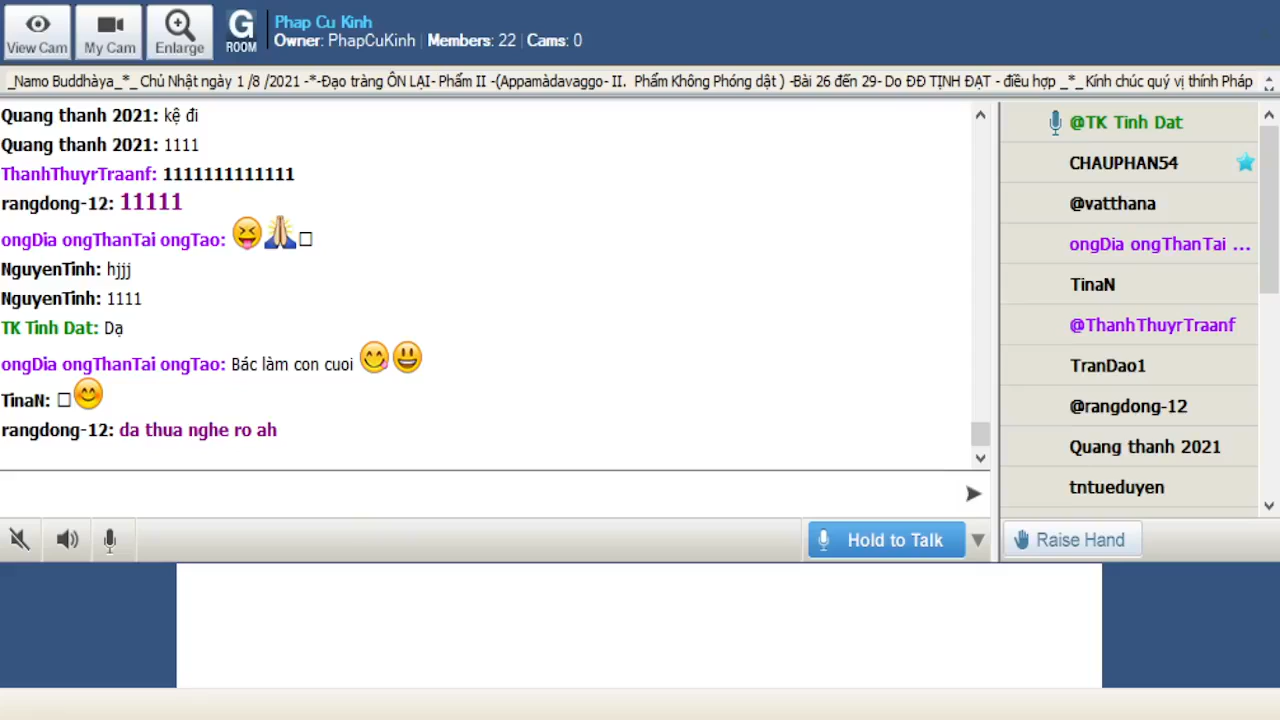 View Cam
My Cam
Enlarge
G
ROOM
Phap Cu Kinh
Owner: PhapCuKinh Members: 22 Cams: 0
_Namo Buddhàya_*_ Chủ Nhật ngày 1 /8 /2021 -*-Đạo tràng ÔN LẠI- Phẩm II -(Appamàdavaggo- II. Phẩm Không Phóng dật ) -Bài 26 đến 29- Do ĐĐ TỊNH ĐẠT - điều hợp _*_ Kính chúc quý vị thính Pháp
Quang thanh 2021: kệ đi
Quang thanh 2021: 1111
ThanhThuyrTraanf: 1111111111111
rangdong-12: 11111
ongDia ongThanTai ongTao:
NguyenTinh: hjjj
NguyenTinh: 1111
TK Tinh Dat: Dạ
ongDia ongThanTai ongTao: Bác làm con cuoi
TinaN:
rangdong-12: da thua nghe ro ah
@TK Tinh Dat
CHAUPHAN54
@vatthana
ongDia ongThanTai ...
TinaN
@ThanhThuyrTraanf
TranDao1
@rangdong-12
Quang thanh 2021
tntueduyen
Hold to Talk
Raise Hand